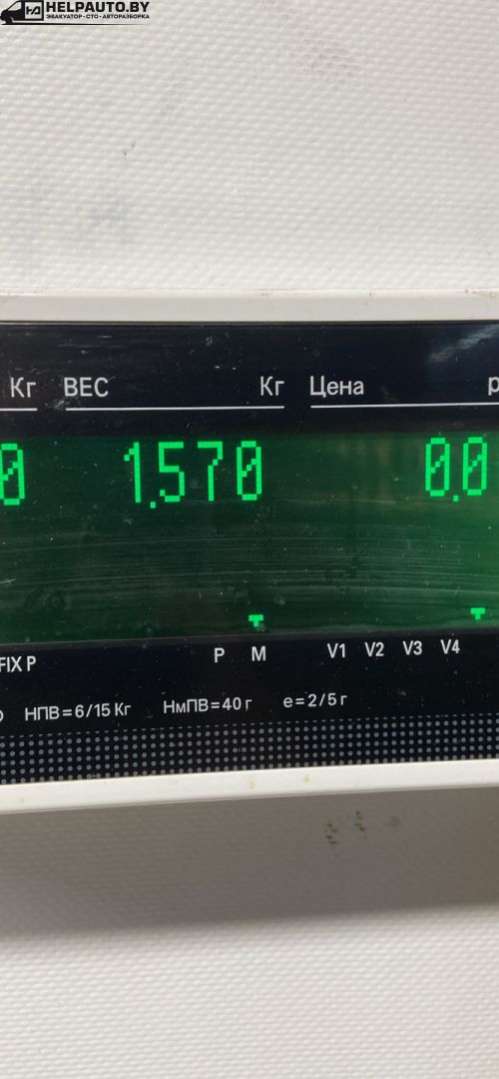 HELPAUTO.BY
ЭВАКУАТОР · СТО · АВТОРАЗБОРКА
Кг ВЕС Кг Цена р
0 1.570 0.0
FIX P P M V1 V2 V3 V4
НПВ=6/15 Кг НмПВ=40 г e=2/5 г